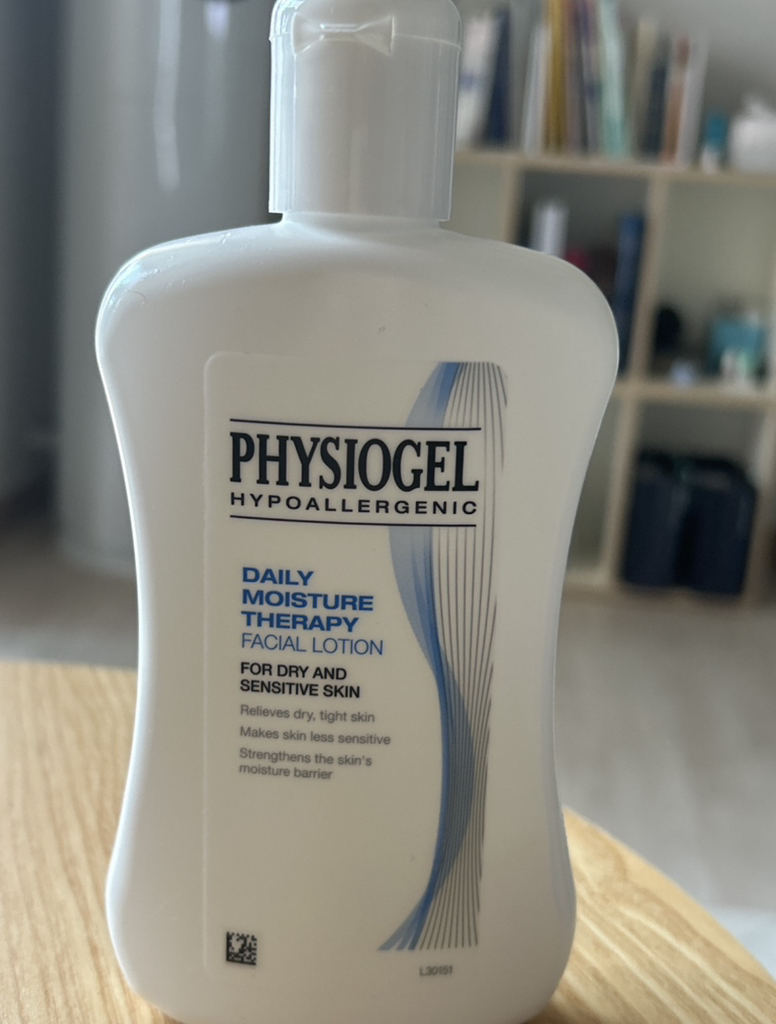 PHYSIOGEL
HYPOALLERGENIC
DAILY
MOISTURE
THERAPY
FACIAL LOTION
FOR DRY AND
SENSITIVE SKIN
Relieves dry, tight skin
Makes skin less sensitive
Strengthens the skin's
moisture barrier
L30151